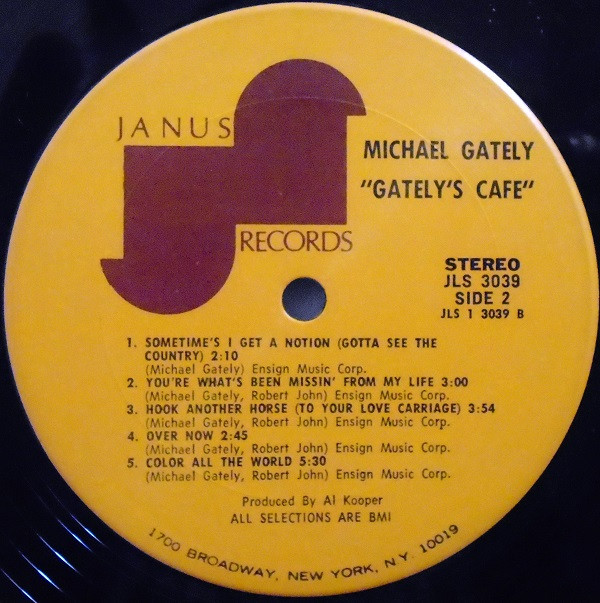 JANUS
RECORDS
MICHAEL GATELY
"GATELY'S CAFE"
STEREO
JLS 3039
SIDE 2
JLS 1 3039 B
1. SOMETIME'S I GET A NOTION (GOTTA SEE THE
COUNTRY) 2:10
(Michael Gately) Ensign Music Corp.
2. YOU'RE WHAT'S BEEN MISSIN' FROM MY LIFE 3:00
(Michael Gately, Robert John) Ensign Music Corp.
3. HOOK ANOTHER HORSE (TO YOUR LOVE CARRIAGE) 3:54
(Michael Gately, Robert John) Ensign Music Corp.
4. OVER NOW 2:45
(Michael Gately, Robert John) Ensign Music Corp.
5. COLOR ALL THE WORLD 5:30
(Michael Gately, Robert John) Ensign Music Corp.
Produced By Al Kooper
ALL SELECTIONS ARE BMI
1700 BROADWAY, NEW YORK, N.Y. 10019